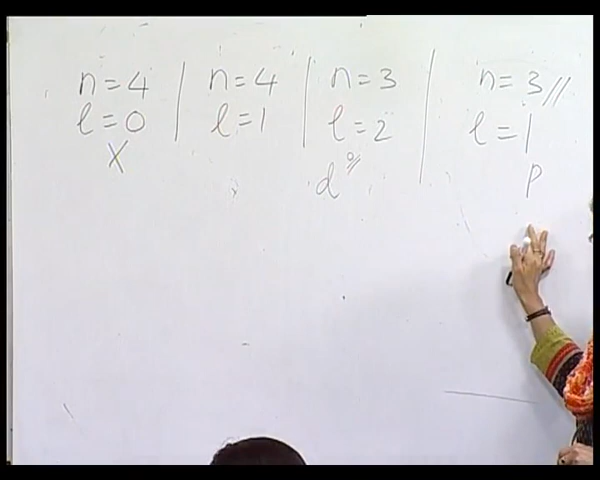 n=4 | n=4 | n=3 | n=3 //
l=0 | l=1 | l=2 | l=1
X d p